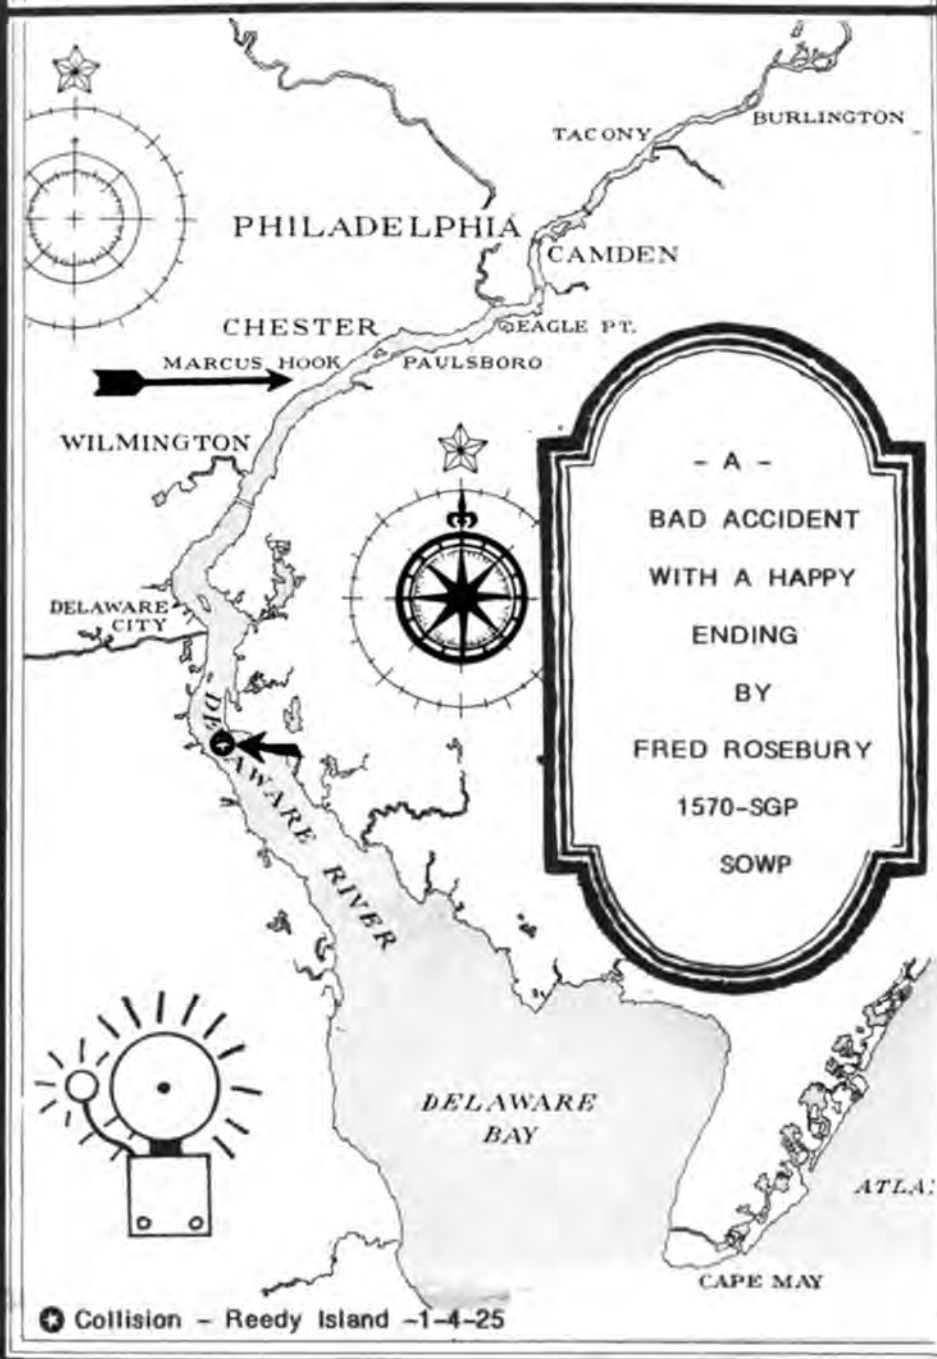 BURLINGTON
TACONY
PHILADELPHIA
CAMDEN
CHESTER
EAGLE PT.
MARCUS HOOK
PAULSBORO
WILMINGTON
- A -
BAD ACCIDENT
WITH A HAPPY
ENDING
BY
FRED ROSEBURY
1570-SGP
SOWP
DELAWARE
CITY
DELAWARE RIVER
DELAWARE
BAY
ATLA
CAPE MAY
Collision - Reedy Island -1-4-25